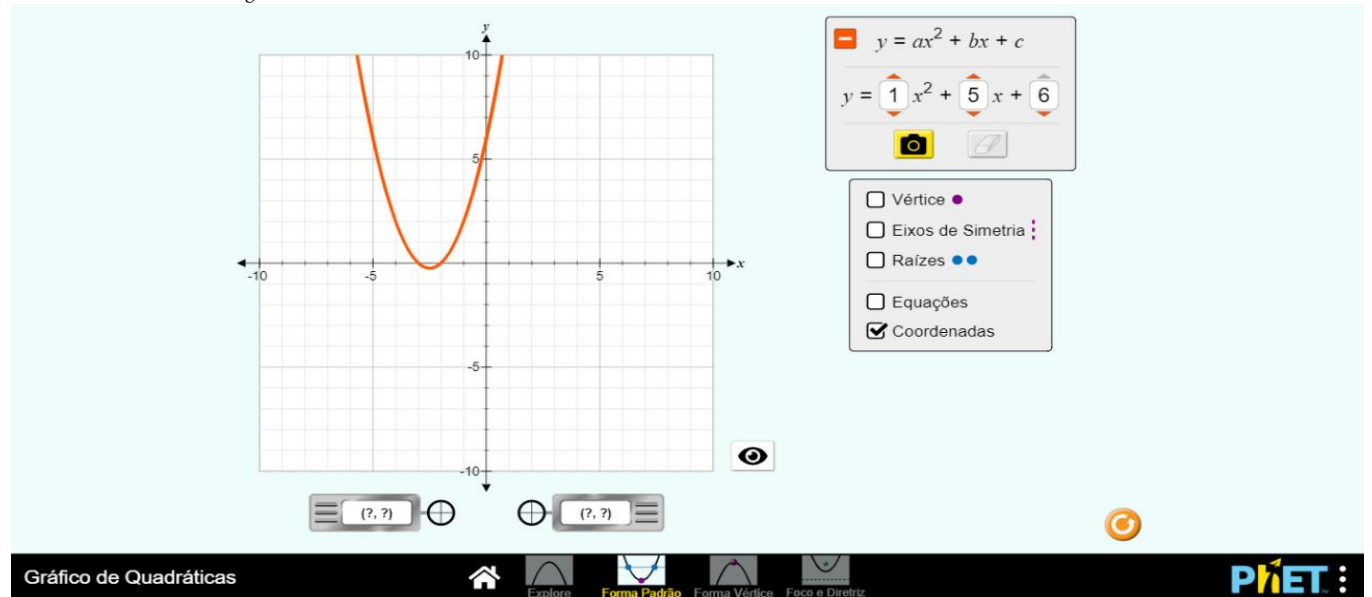 y
10
5
-10
-5
5
10
x
-5
-10
(?, ?)
(?, ?)
y = ax² + bx + c
y = 1 x² + 5 x + 6
Vértice
Eixos de Simetria
Raízes
Equações
Coordenadas
Gráfico de Quadráticas
Explore
Forma Padrão
Forma Vértice
Foco e Diretriz
PhET